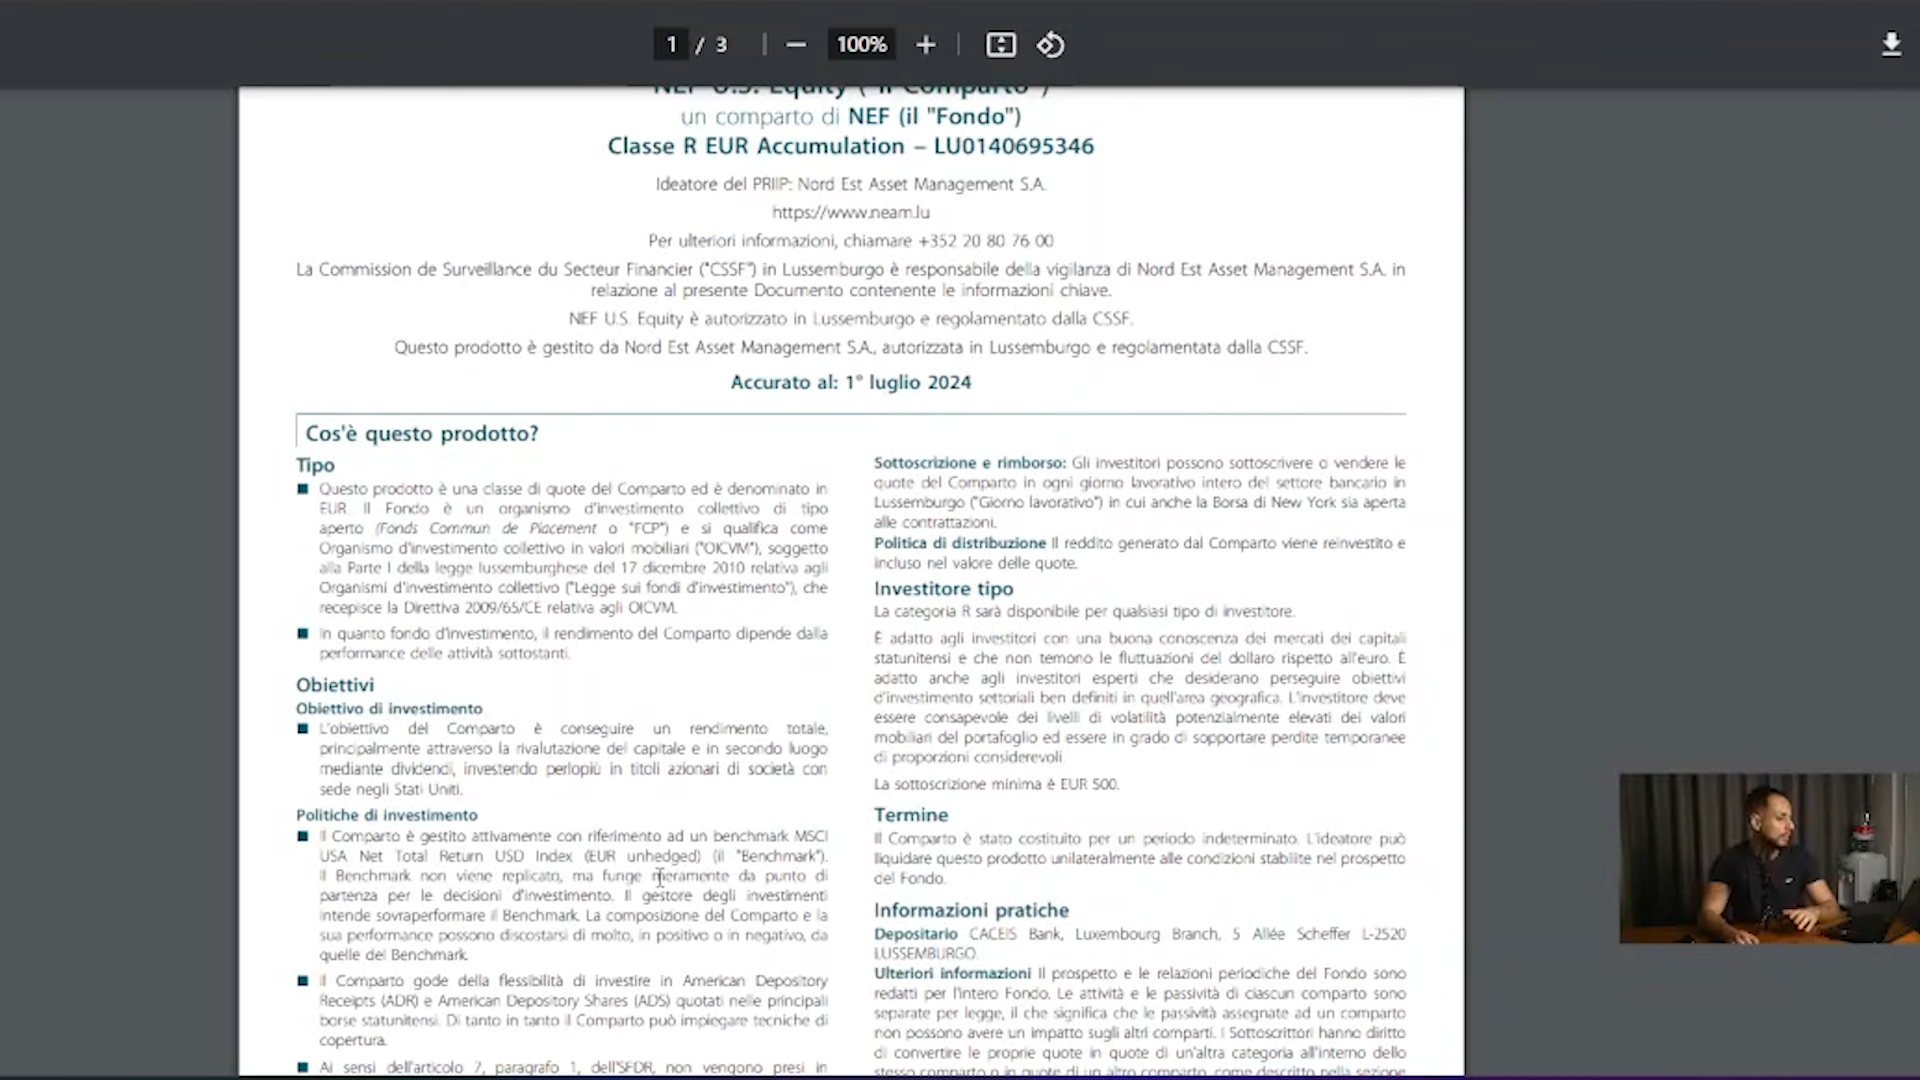 1 / 3
100%
NEF U.S. Equity ("il Comparto")
un comparto di NEF (il "Fondo")
Classe R EUR Accumulation – LU0140695346
Ideatore del PRIIP: Nord Est Asset Management S.A.
https://www.neam.lu
Per ulteriori informazioni, chiamare +352 20 80 76 00
La Commission de Surveillance du Secteur Financier ("CSSF") in Lussemburgo è responsabile della vigilanza di Nord Est Asset Management S.A. in
relazione al presente Documento contenente le informazioni chiave.
NEF U.S. Equity è autorizzato in Lussemburgo e regolamentato dalla CSSF.
Questo prodotto è gestito da Nord Est Asset Management S.A., autorizzata in Lussemburgo e regolamentata dalla CSSF.
Accurato al: 1° luglio 2024
Cos'è questo prodotto?
Tipo
Questo prodotto è una classe di quote del Comparto ed è denominato in
EUR. Il Fondo è un organismo d'investimento collettivo di tipo
aperto (Fonds Commun de Placement o "FCP") e si qualifica come
Organismo d'investimento collettivo in valori mobiliari ("OICVM"), soggetto
alla Parte I della legge lussemburghese del 17 dicembre 2010 relativa agli
Organismi d'investimento collettivo ("Legge sui fondi d'investimento"), che
recepisce la Direttiva 2009/65/CE relativa agli OICVM.
In quanto fondo d'investimento, il rendimento del Comparto dipende dalla
performance delle attività sottostanti.
Obiettivi
Obiettivo di investimento
L'obiettivo del Comparto è conseguire un rendimento totale,
principalmente attraverso la rivalutazione del capitale e in secondo luogo
mediante dividendi, investendo perlopiù in titoli azionari di società con
sede negli Stati Uniti.
Politiche di investimento
Il Comparto è gestito attivamente con riferimento ad un benchmark MSCI
USA Net Total Return USD Index (EUR unhedged) (il "Benchmark").
Il Benchmark non viene replicato, ma funge meramente da punto di
partenza per le decisioni d'investimento. Il gestore degli investimenti
intende sovraperformare il Benchmark. La composizione del Comparto e la
sua performance possono discostarsi di molto, in positivo o in negativo, da
quelle del Benchmark.
Il Comparto gode della flessibilità di investire in American Depository
Receipts (ADR) e American Depository Shares (ADS) quotati nelle principali
borse statunitensi. Di tanto in tanto il Comparto può impiegare tecniche di
copertura.
Ai sensi dell'articolo 7, paragrafo 1, dell'SFDR, non vengono presi in
Sottoscrizione e rimborso: Gli investitori possono sottoscrivere o vendere le
quote del Comparto in ogni giorno lavorativo intero del settore bancario in
Lussemburgo ("Giorno lavorativo") in cui anche la Borsa di New York sia aperta
alle contrattazioni.
Politica di distribuzione Il reddito generato dal Comparto viene reinvestito e
incluso nel valore delle quote.
Investitore tipo
La categoria R sarà disponibile per qualsiasi tipo di investitore.
È adatto agli investitori con una buona conoscenza dei mercati dei capitali
statunitensi e che non temono le fluttuazioni del dollaro rispetto all'euro. È
adatto anche agli investitori esperti che desiderano perseguire obiettivi
d'investimento settoriali ben definiti in quell'area geografica. L'investitore deve
essere consapevole dei livelli di volatilità potenzialmente elevati dei valori
mobiliari del portafoglio ed essere in grado di sopportare perdite temporanee
di proporzioni considerevoli.
La sottoscrizione minima è EUR 500.
Termine
Il Comparto è stato costituito per un periodo indeterminato. L'ideatore può
liquidare questo prodotto unilateralmente alle condizioni stabilite nel prospetto
del Fondo.
Informazioni pratiche
Depositario CACEIS Bank, Luxembourg Branch, 5 Allée Scheffer L-2520
LUSSEMBURGO.
Ulteriori informazioni Il prospetto e le relazioni periodiche del Fondo sono
redatti per l'intero Fondo. Le attività e le passività di ciascun comparto sono
separate per legge, il che significa che le passività assegnate ad un comparto
non possono avere un impatto sugli altri comparti. I Sottoscrittori hanno diritto
di convertire le proprie quote in quote di un'altra categoria all'interno dello
stesso comparto o in quote di un altro comparto, come descritto nella sezione